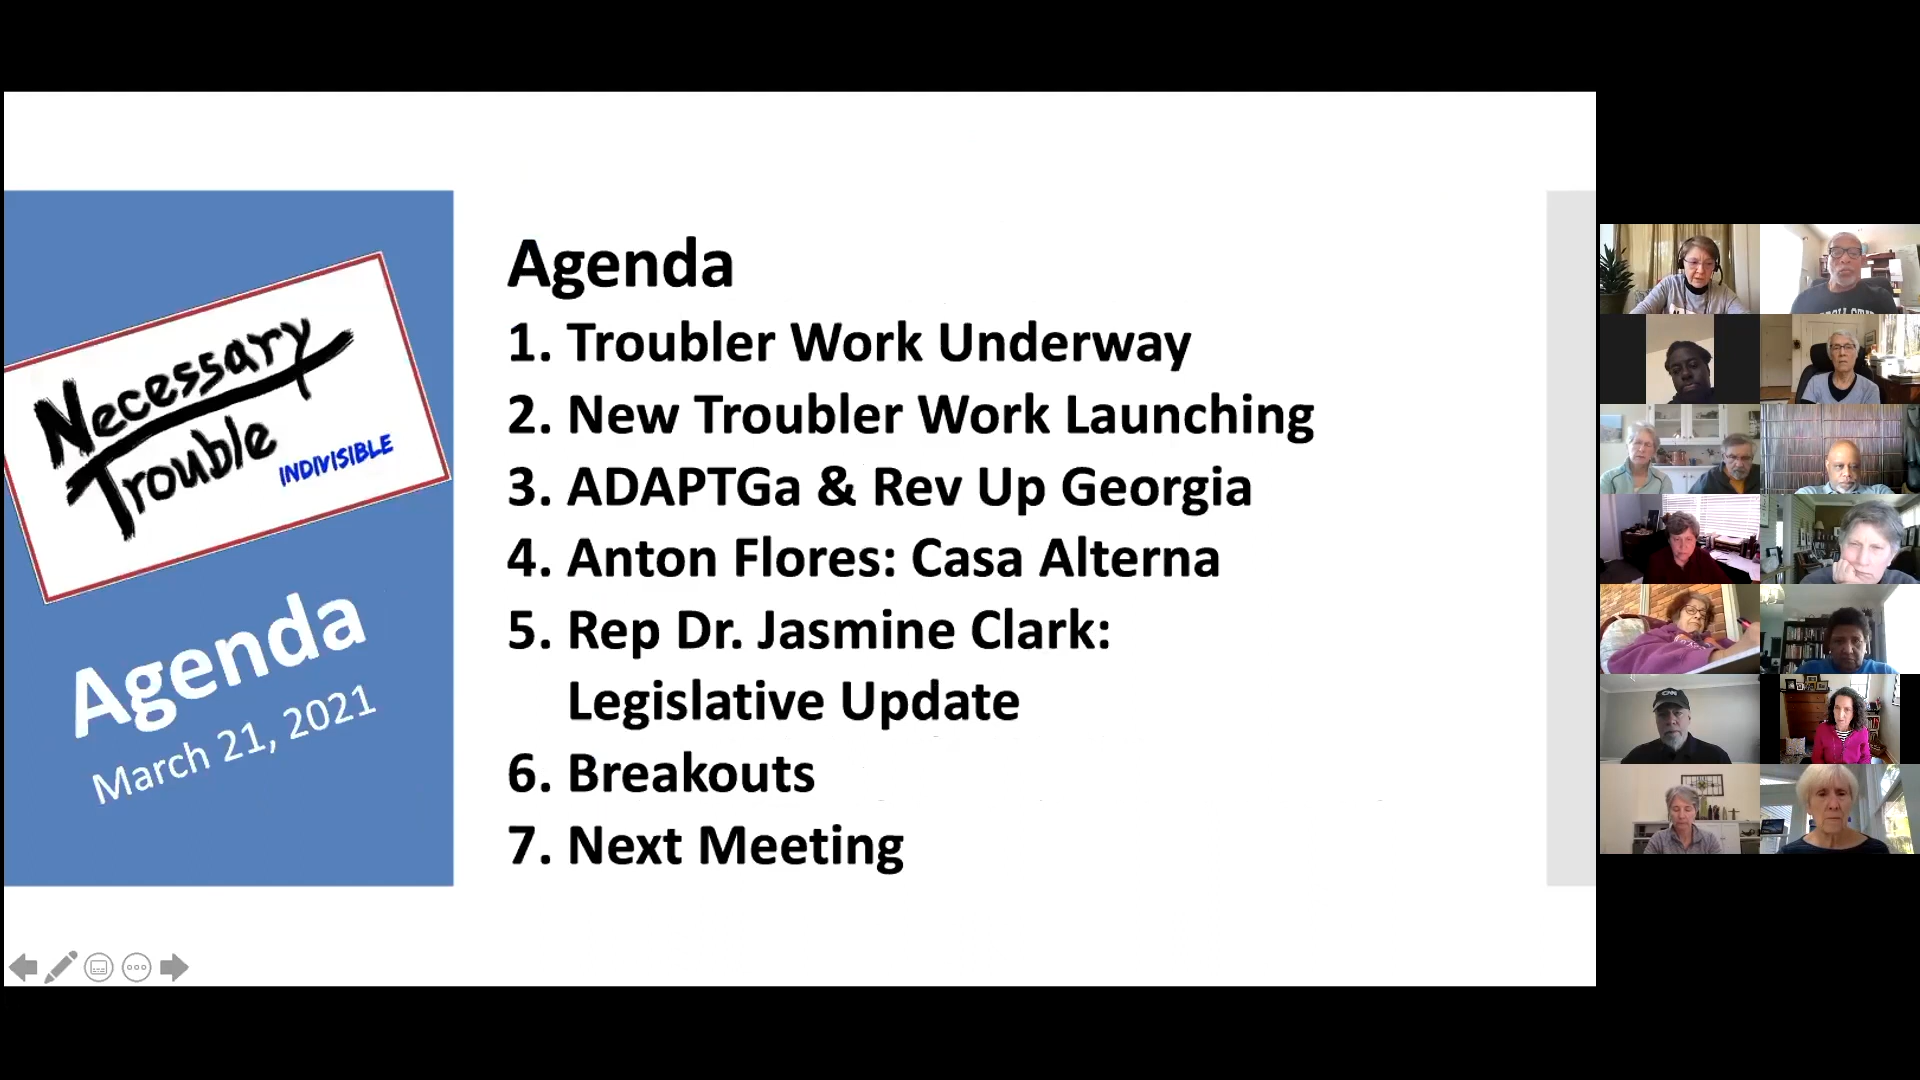 Necessary
Trouble
INDIVISIBLE
Agenda
March 21, 2021
Agenda
1. Troubler Work Underway
2. New Troubler Work Launching
3. ADAPTGa & Rev Up Georgia
4. Anton Flores: Casa Alterna
5. Rep Dr. Jasmine Clark:
Legislative Update
6. Breakouts
7. Next Meeting